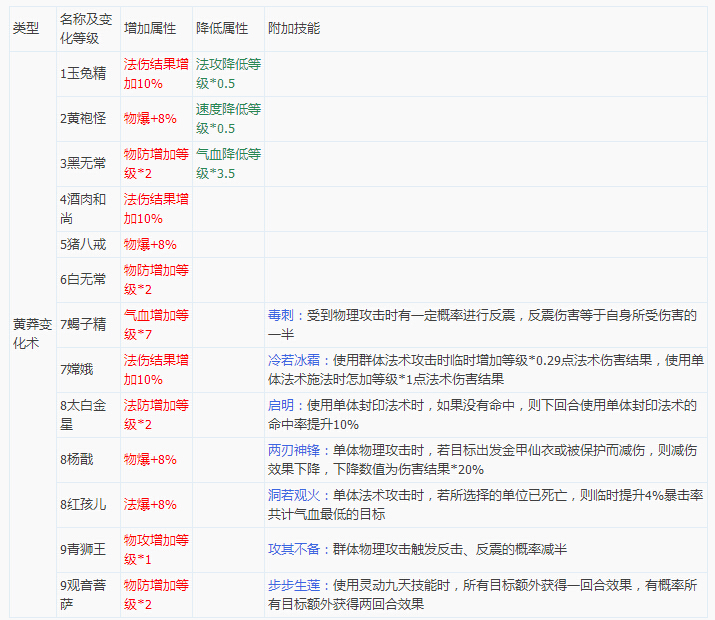 类型
名称及变
化等级
增加属性
降低属性
附加技能
黄莽变
化术
1玉兔精
法伤结果增
加10%
法攻降低等
级*0.5
2黄袍怪
物爆+8%
速度降低等
级*0.5
3黑无常
物防增加等
级*2
气血降低等
级*3.5
4酒肉和
尚
法伤结果增
加10%
5猪八戒
物爆+8%
6白无常
物防增加等
级*2
7蝎子精
气血增加等
级*7
毒刺：受到物理攻击时有一定概率进行反震，反震伤害等于自身所受伤害的
一半
7嫦娥
法伤结果增
加10%
冷若冰霜：使用群体法术攻击时临时增加等级*0.29点法术伤害结果，使用单
体法术施法时怎加等级*1点法术伤害结果
8太白金
星
法防增加等
级*2
启明：使用单体封印法术时，如果没有命中，则下回合使用单体封印法术的
命中率提升10%
8杨戬
物爆+8%
两刃神锋：单体物理攻击时，若目标出发金甲仙衣或被保护而减伤，则减伤
效果下降，下降数值为伤害结果*20%
8红孩儿
法爆+8%
洞若观火：单体法术攻击时，若所选择的单位已死亡，则临时提升4%暴击率
共计气血最低的目标
9青狮王
物攻增加等
级*1
攻其不备：群体物理攻击触发反击、反震的概率减半
9观音菩
萨
物防增加等
级*2
步步生莲：使用灵动九天技能时，所有目标额外获得一回合效果，有概率所
有目标额外获得两回合效果